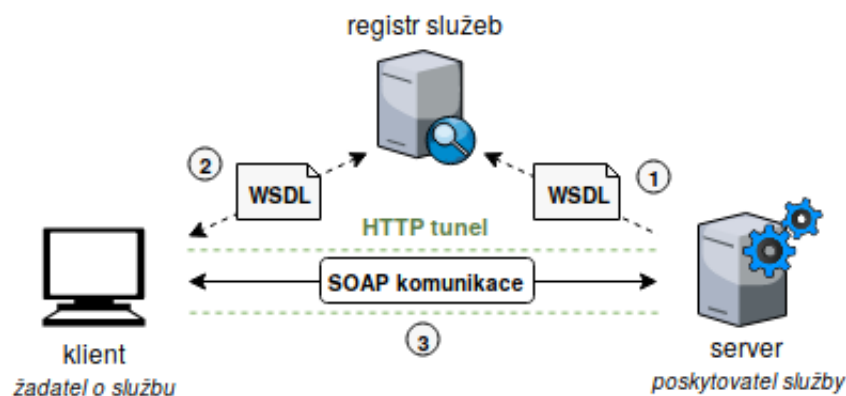 registr služeb
2
WSDL
WSDL
1
HTTP tunel
SOAP komunikace
3
klient
žadatel o službu
server
poskytovatel služby